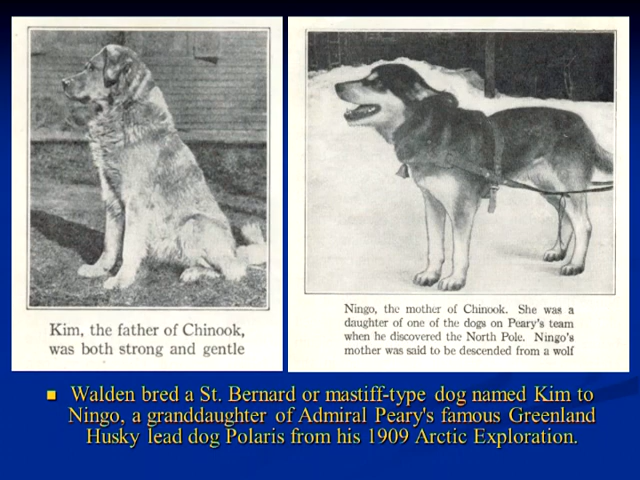 Kim, the father of Chinook,
was both strong and gentle
Ningo, the mother of Chinook. She was a
daughter of one of the dogs on Peary's team
when he discovered the North Pole. Ningo's
mother was said to be descended from a wolf
Walden bred a St. Bernard or mastiff-type dog named Kim to
Ningo, a granddaughter of Admiral Peary's famous Greenland
Husky lead dog Polaris from his 1909 Arctic Exploration.